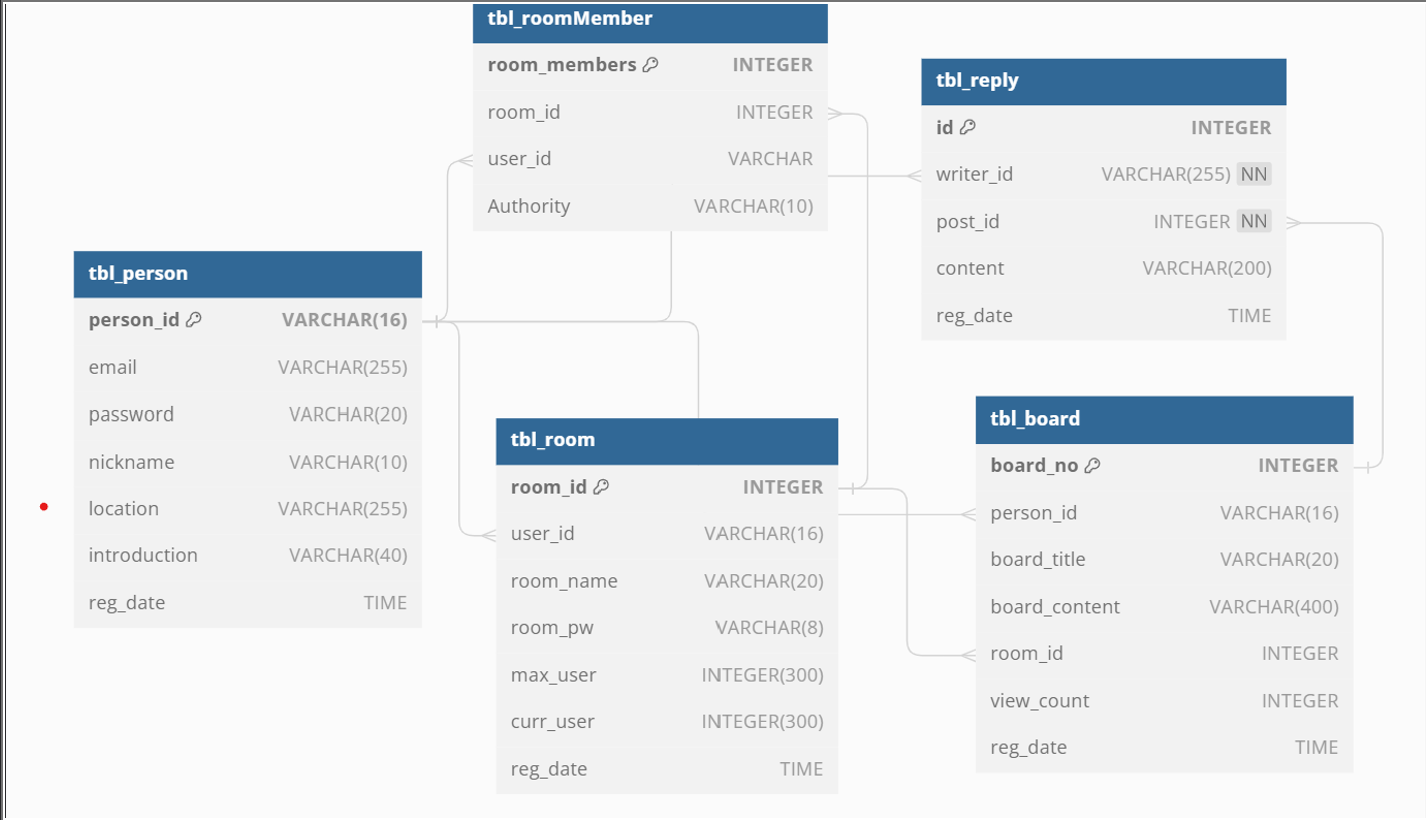 tbl_roomMember
room_members INTEGER
room_id INTEGER
user_id VARCHAR
Authority VARCHAR(10)
tbl_reply
id INTEGER
writer_id VARCHAR(255) NN
post_id INTEGER NN
content VARCHAR(200)
reg_date TIME
tbl_person
person_id VARCHAR(16)
email VARCHAR(255)
password VARCHAR(20)
nickname VARCHAR(10)
location VARCHAR(255)
introduction VARCHAR(40)
reg_date TIME
tbl_room
room_id INTEGER
user_id VARCHAR(16)
room_name VARCHAR(20)
room_pw VARCHAR(8)
max_user INTEGER(300)
curr_user INTEGER(300)
reg_date TIME
tbl_board
board_no INTEGER
person_id VARCHAR(16)
board_title VARCHAR(20)
board_content VARCHAR(400)
room_id INTEGER
view_count INTEGER
reg_date TIME